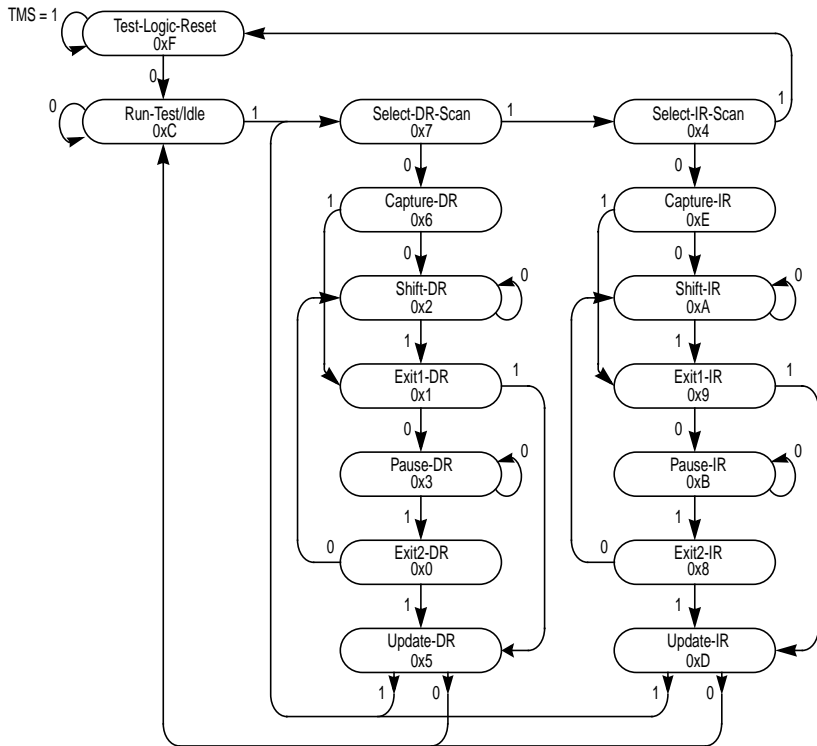 TMS = 1
Test-Logic-Reset
0xF
0
0
Run-Test/Idle
0xC
1
Select-DR-Scan
0x7
1
Select-IR-Scan
0x4
1
0
0
1
Capture-DR
0x6
1
Capture-IR
0xE
0
0
Shift-DR
0x2
0
Shift-IR
0xA
0
1
1
Exit1-DR
0x1
1
Exit1-IR
0x9
1
0
0
Pause-DR
0x3
0
Pause-IR
0xB
0
1
1
0
Exit2-DR
0x0
0
Exit2-IR
0x8
1
1
Update-DR
0x5
Update-IR
0xD
1
0
1
0